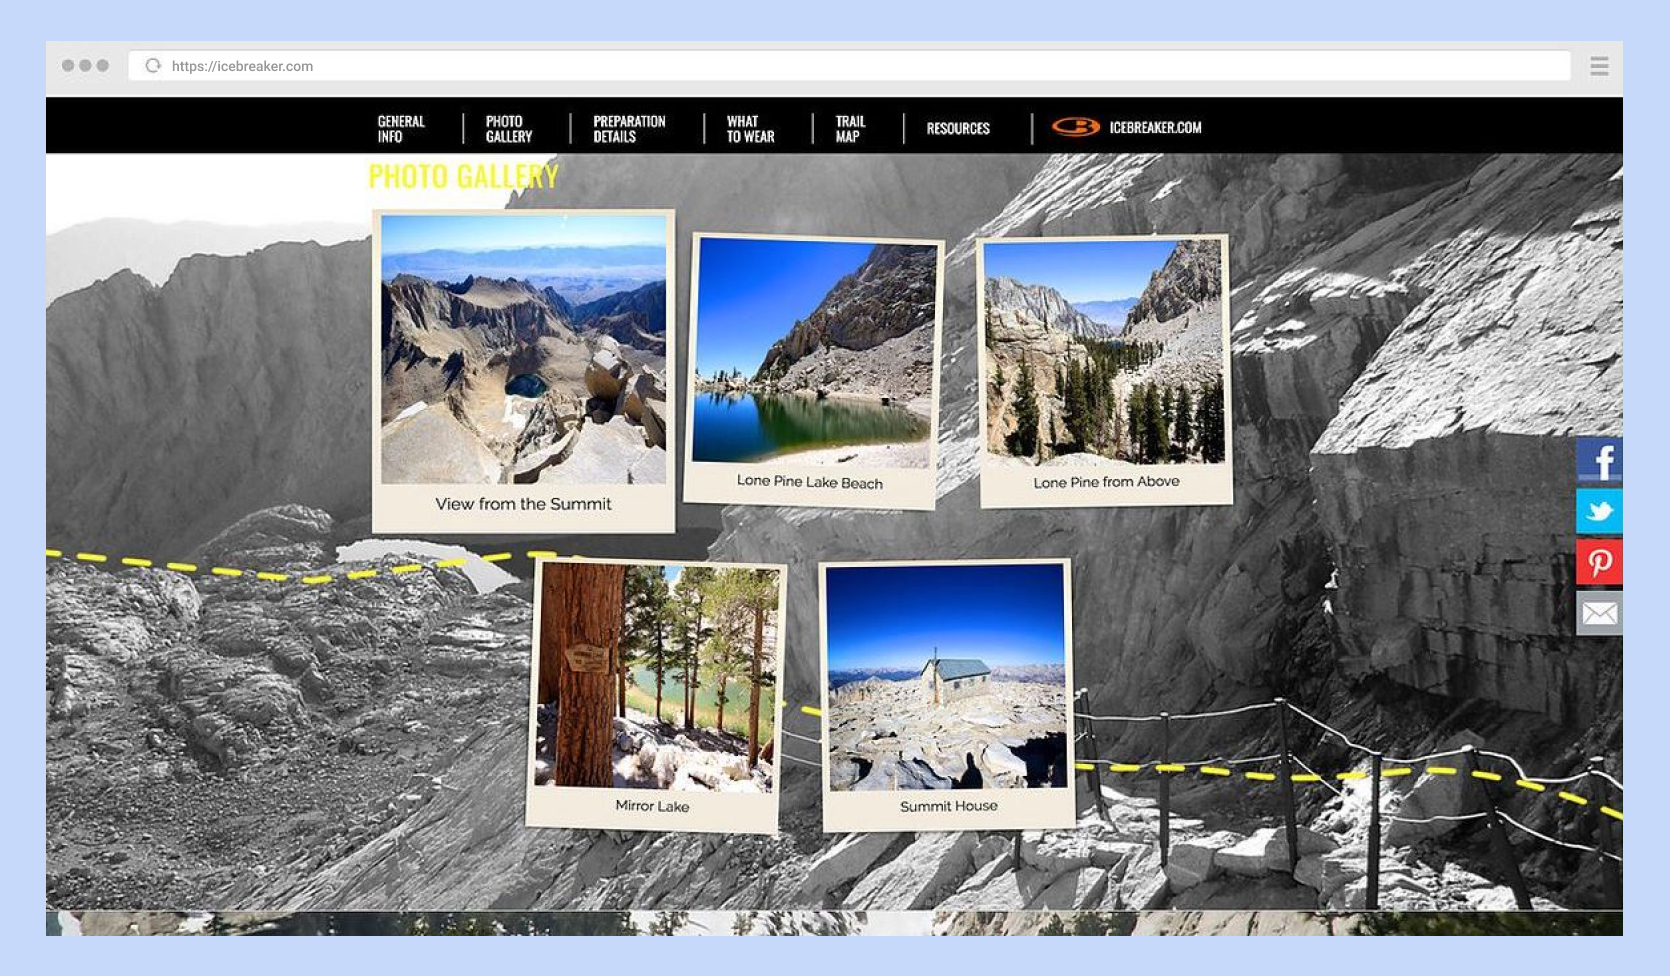 https://icebreaker.com
GENERAL
INFO
PHOTO
GALLERY
PREPARATION
DETAILS
WHAT
TO WEAR
TRAIL
MAP
RESOURCES
ICEBREAKER.COM
PHOTO GALLERY
View from the Summit
Lone Pine Lake Beach
Lone Pine from Above
Mirror Lake
Summit House